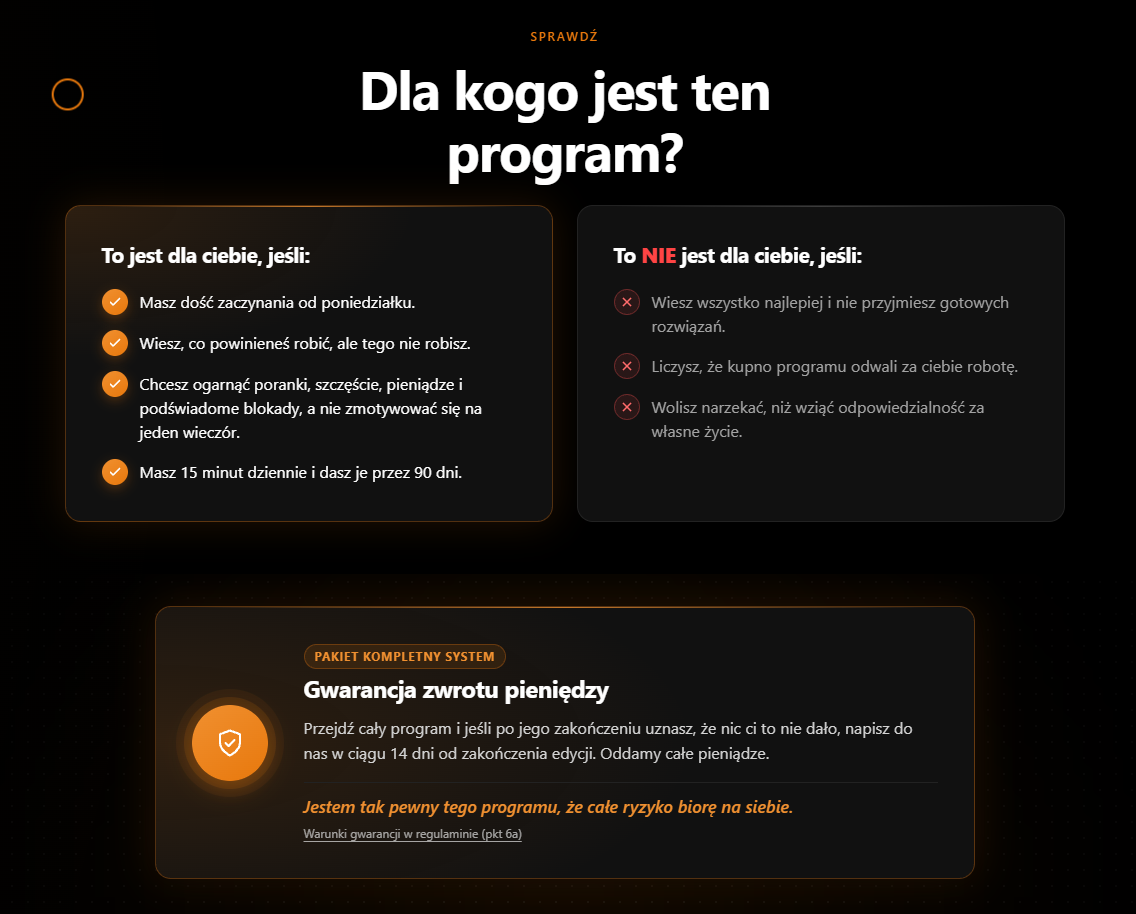 SPRAWDŹ
Dla kogo jest ten
program?
To jest dla ciebie, jeśli:
Masz dość zaczynania od poniedziałku.
Wiesz, co powinieneś robić, ale tego nie robisz.
Chcesz ogarnąć poranki, szczęście, pieniądze i
podświadome blokady, a nie zmotywować się na
jeden wieczór.
Masz 15 minut dziennie i dasz je przez 90 dni.
To NIE jest dla ciebie, jeśli:
Wiesz wszystko najlepiej i nie przyjmiesz gotowych
rozwiązań.
Liczysz, że kupno programu odwali za ciebie robotę.
Wolisz narzekać, niż wziąć odpowiedzialność za
własne życie.
PAKIET KOMPLETNY SYSTEM
Gwarancja zwrotu pieniędzy
Przejdź cały program i jeśli po jego zakończeniu uznasz, że nic ci to nie dało, napisz do
nas w ciągu 14 dni od zakończenia edycji. Oddamy całe pieniądze.
Jestem tak pewny tego programu, że całe ryzyko biorę na siebie.
Warunki gwarancji w regulaminie (pkt 6a)